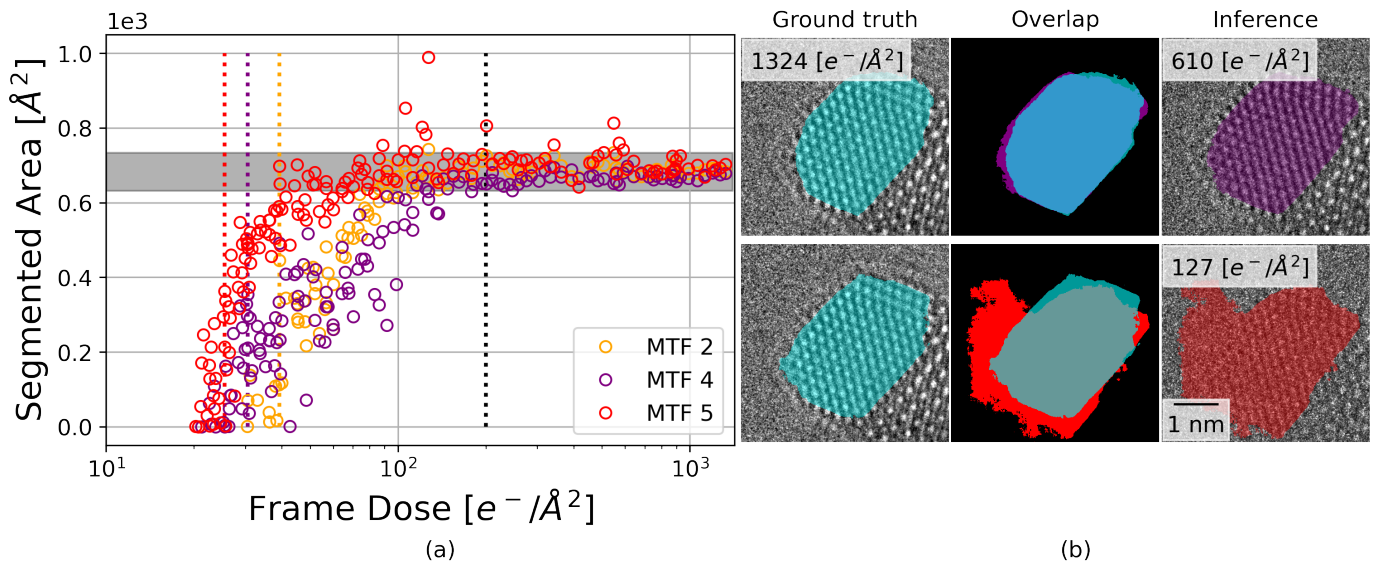 1e3
Segmented Area [Å²]
1.0
0.8
0.6
0.4
0.2
0.0
10¹
10²
10³
Frame Dose [e⁻/Å²]
MTF 2
MTF 4
MTF 5
(a)
Ground truth
Overlap
Inference
1324 [e⁻/Å²]
610 [e⁻/Å²]
127 [e⁻/Å²]
1 nm
(b)